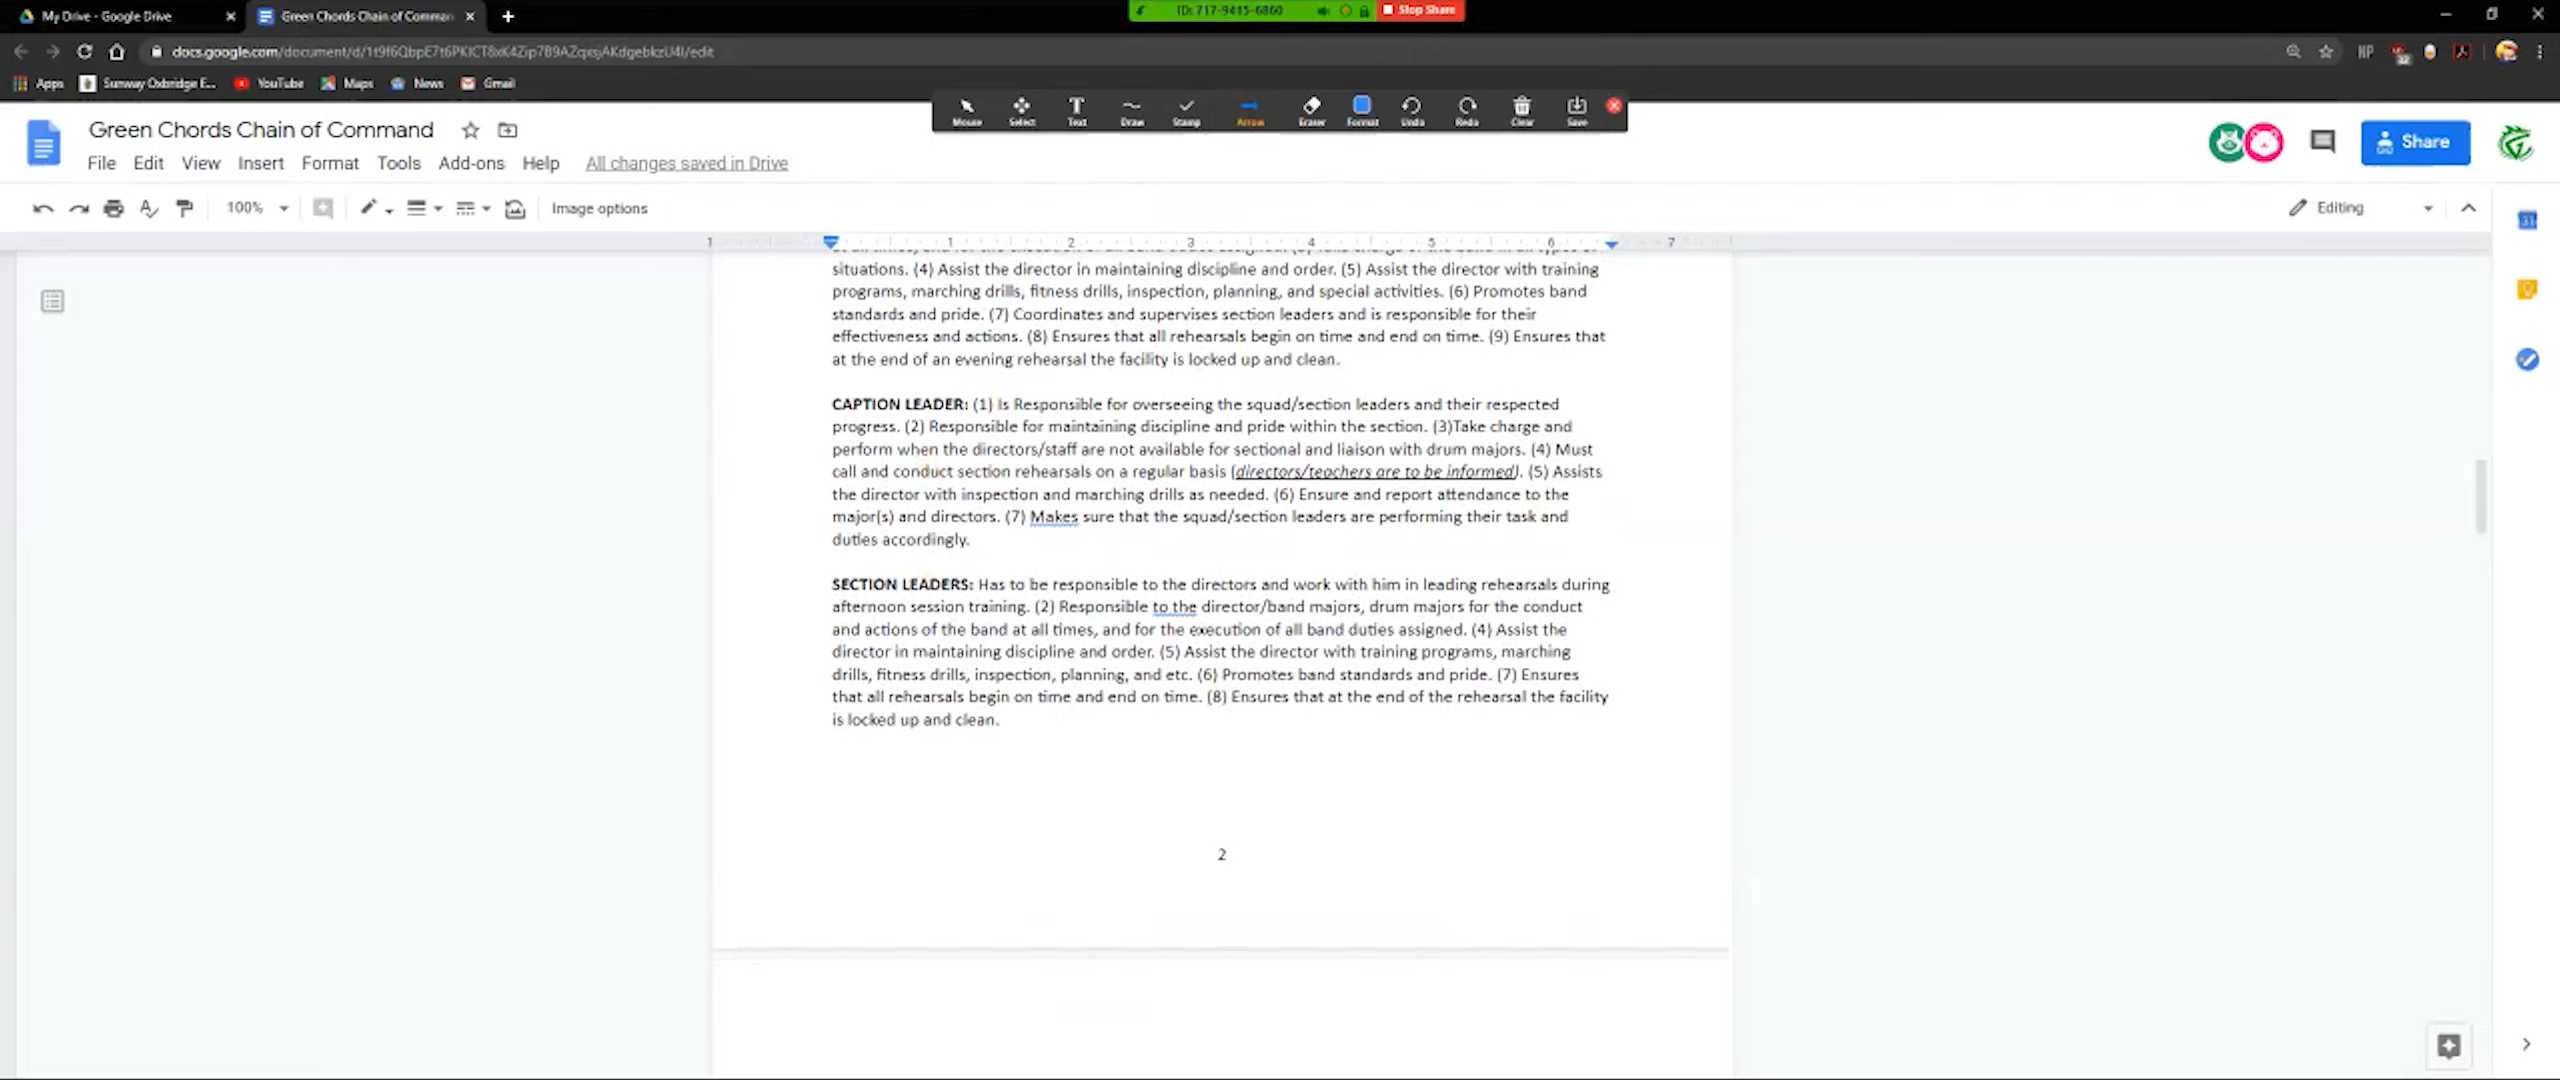 My Drive - Google Drive
Green Chords Chain of Comman
ID: 717-9415-6860
Stop Share
Apps
YouTube
Maps
News
Gmail
Mouse
Select
Text
Draw
Stamp
Arrow
Eraser
Format
Undo
Redo
Clear
Save
Green Chords Chain of Command
Share
File Edit View Insert Format Tools Add-ons Help All changes saved in Drive
100%
Image options
Editing
1 1 2 3 4 5 6 7
situations. (4) Assist the director in maintaining discipline and order. (5) Assist the director with training
programs, marching drills, fitness drills, inspection, planning, and special activities. (6) Promotes band
standards and pride. (7) Coordinates and supervises section leaders and is responsible for their
effectiveness and actions. (8) Ensures that all rehearsals begin on time and end on time. (9) Ensures that
at the end of an evening rehearsal the facility is locked up and clean.
CAPTION LEADER: (1) Is Responsible for overseeing the squad/section leaders and their respected
progress. (2) Responsible for maintaining discipline and pride within the section. (3)Take charge and
perform when the directors/staff are not available for sectional and liaison with drum majors. (4) Must
call and conduct section rehearsals on a regular basis (directors/teachers are to be informed). (5) Assists
the director with inspection and marching drills as needed. (6) Ensure and report attendance to the
major(s) and directors. (7) Makes sure that the squad/section leaders are performing their task and
duties accordingly.
SECTION LEADERS: Has to be responsible to the directors and work with him in leading rehearsals during
afternoon session training. (2) Responsible to the director/band majors, drum majors for the conduct
and actions of the band at all times, and for the execution of all band duties assigned. (4) Assist the
director in maintaining discipline and order. (5) Assist the director with training programs, marching
drills, fitness drills, inspection, planning, and etc. (6) Promotes band standards and pride. (7) Ensures
that all rehearsals begin on time and end on time. (8) Ensures that at the end of the rehearsal the facility
is locked up and clean.
2